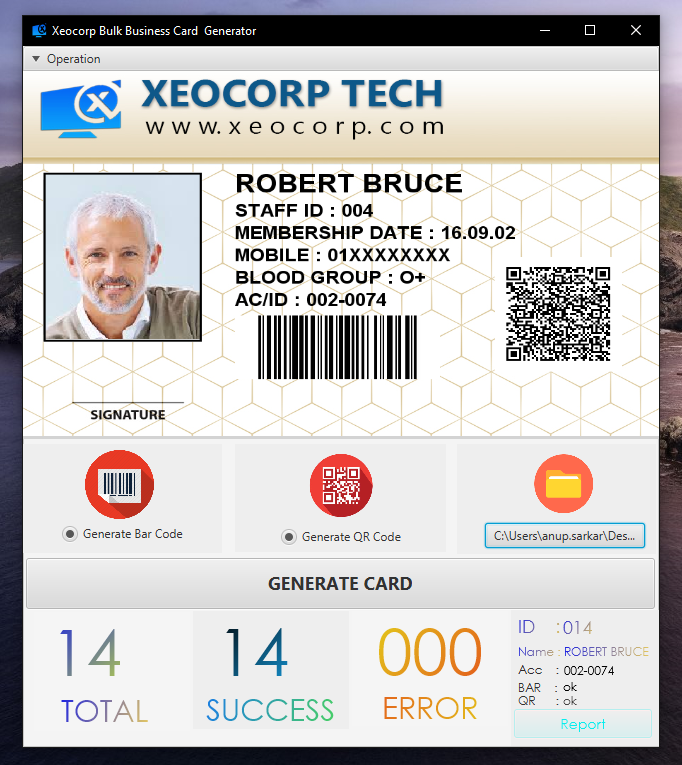 Xeocorp Bulk Business Card Generator
Operation
XEOCORP TECH
www.xeocorp.com
ROBERT BRUCE
STAFF ID : 004
MEMBERSHIP DATE : 16.09.02
MOBILE : 01XXXXXXXX
BLOOD GROUP : O+
AC/ID : 002-0074
SIGNATURE
Generate Bar Code
Generate QR Code
C:\Users\anup.sarkar\Des...
GENERATE CARD
14
TOTAL
14
SUCCESS
000
ERROR
ID : 014
Name : ROBERT BRUCE
Acc : 002-0074
BAR : ok
QR : ok
Report